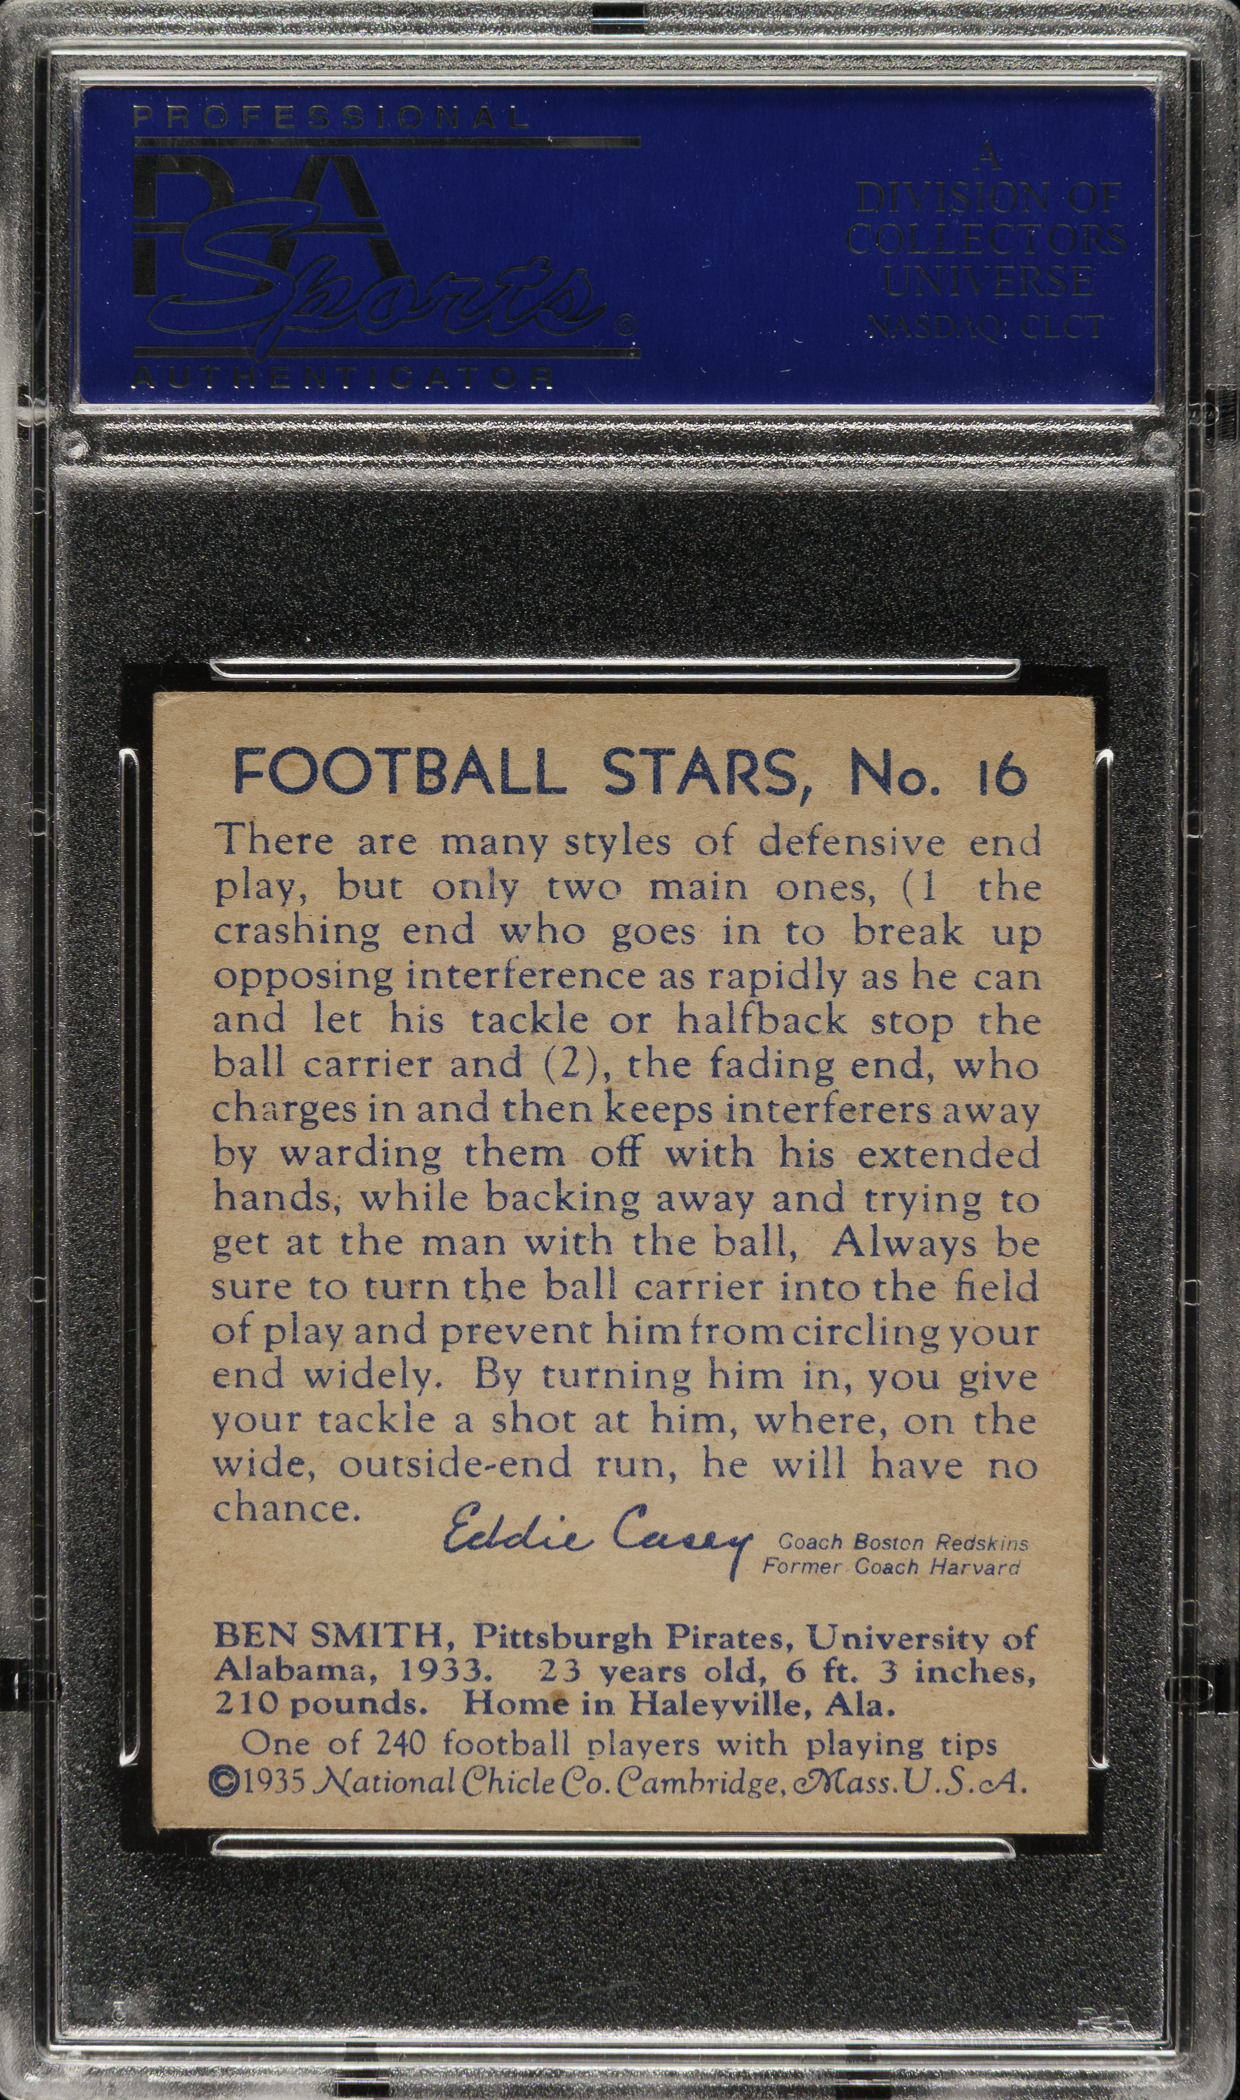 PROFESSIONAL
PSA
Sports
AUTHENTICATOR
A
DIVISION OF
COLLECTORS
UNIVERSE
NASDAQ: CLCT
FOOTBALL STARS, No. 16
There are many styles of defensive end
play, but only two main ones, (1 the
crashing end who goes in to break up
opposing interference as rapidly as he can
and let his tackle or halfback stop the
ball carrier and (2), the fading end, who
charges in and then keeps interferers away
by warding them off with his extended
hands, while backing away and trying to
get at the man with the ball, Always be
sure to turn the ball carrier into the field
of play and prevent him from circling your
end widely. By turning him in, you give
your tackle a shot at him, where, on the
wide, outside-end run, he will have no
chance.
Eddie Casey
Coach Boston Redskins
Former Coach Harvard
BEN SMITH, Pittsburgh Pirates, University of
Alabama, 1933. 23 years old, 6 ft. 3 inches,
210 pounds. Home in Haleyville, Ala.
One of 240 football players with playing tips
©1935 National Chicle Co. Cambridge, Mass. U.S.A.
PSA